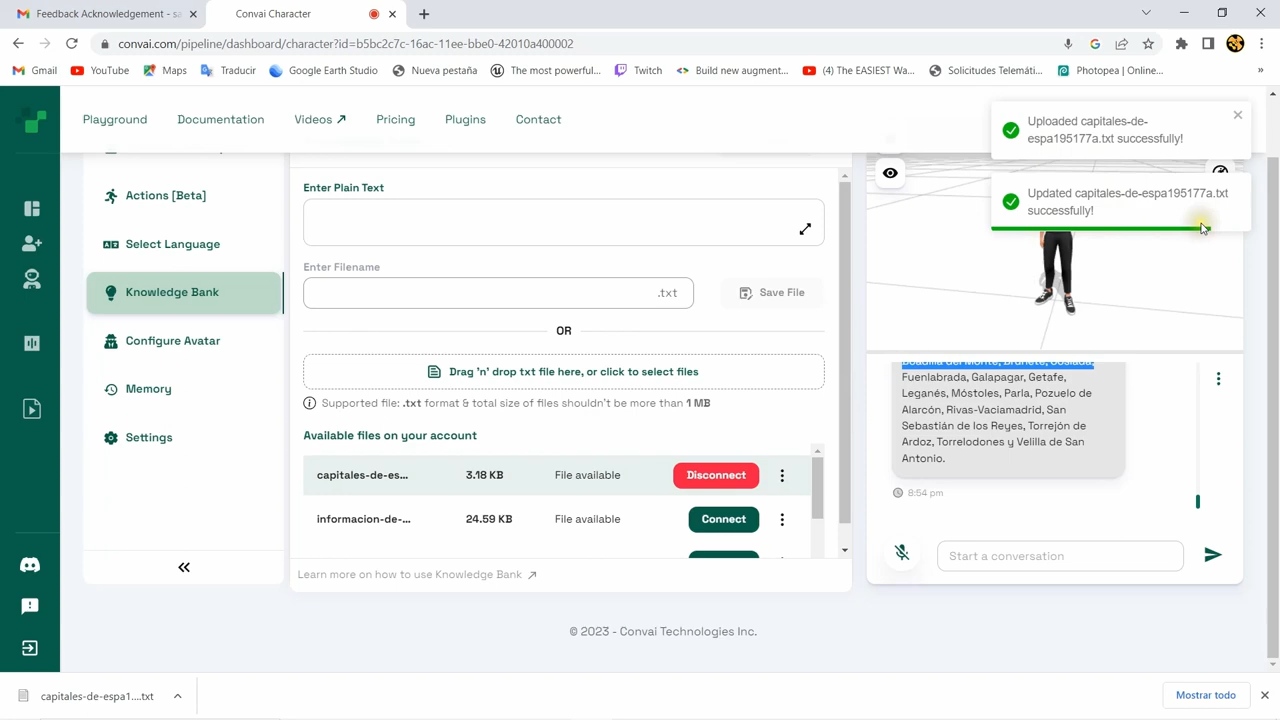 Feedback Acknowledgement - sa
Convai Character
convai.com/pipeline/dashboard/character?id=b5bc2c7c-16ac-11ee-bbe0-42010a400002
Gmail
YouTube
Maps
Traducir
Google Earth Studio
Nueva pestaña
The most powerful...
Twitch
Build new augment...
(4) The EASIEST Wa...
Solicitudes Telemáti...
Photopea | Online...
»
Playground
Documentation
Videos
Pricing
Plugins
Contact
Uploaded capitales-de-
espa195177a.txt successfully!
Updated capitales-de-espa195177a.txt
successfully!
Actions [Beta]
Select Language
Knowledge Bank
Configure Avatar
Memory
Settings
Enter Plain Text
Enter Filename
.txt
Save File
OR
Drag 'n' drop txt file here, or click to select files
Supported file: .txt format & total size of files shouldn't be more than 1 MB
Available files on your account
capitales-de-es...
3.18 KB
File available
Disconnect
informacion-de-...
24.59 KB
File available
Connect
Learn more on how to use Knowledge Bank
Fuenlabrada, Galapagar, Getafe,
Leganés, Móstoles, Parla, Pozuelo de
Alarcón, Rivas-Vaciamadrid, San
Sebastián de los Reyes, Torrejón de
Ardoz, Torrelodones y Velilla de San
Antonio.
8:54 pm
Start a conversation
© 2023 - Convai Technologies Inc.
capitales-de-espa1....txt
Mostrar todo